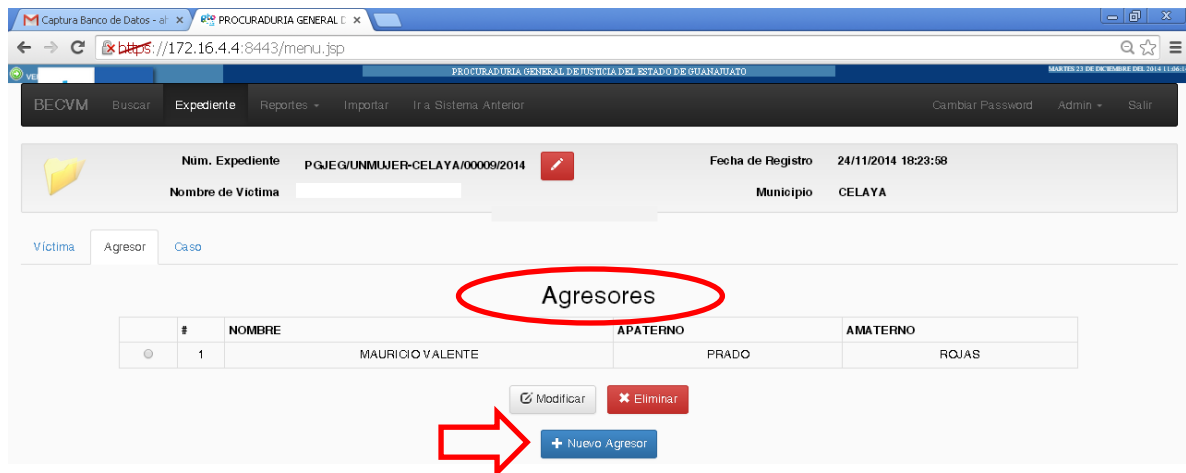 Captura Banco de Datos - a
PROCURADURIA GENERAL D
https://172.16.4.4:8443/menu.jsp
PROCURADURIA GENERAL DE JUSTICIA DEL ESTADO DE GUANAJUATO
MARTES 23 DE DICIEMBRE DEL 2014 11:06:
BECVM Buscar Expediente Reportes Importar Ir a Sistema Anterior Cambiar Password Admin Salir
Núm. Expediente PGJEG/UNMUJER-CELAYA/00009/2014 Fecha de Registro 24/11/2014 18:23:58
Nombre de Víctima Municipio CELAYA
Víctima Agresor Caso
Agresores
# NOMBRE APATERNO AMATERNO
1 MAURICIO VALENTE PRADO ROJAS
Modificar Eliminar
Nuevo Agresor